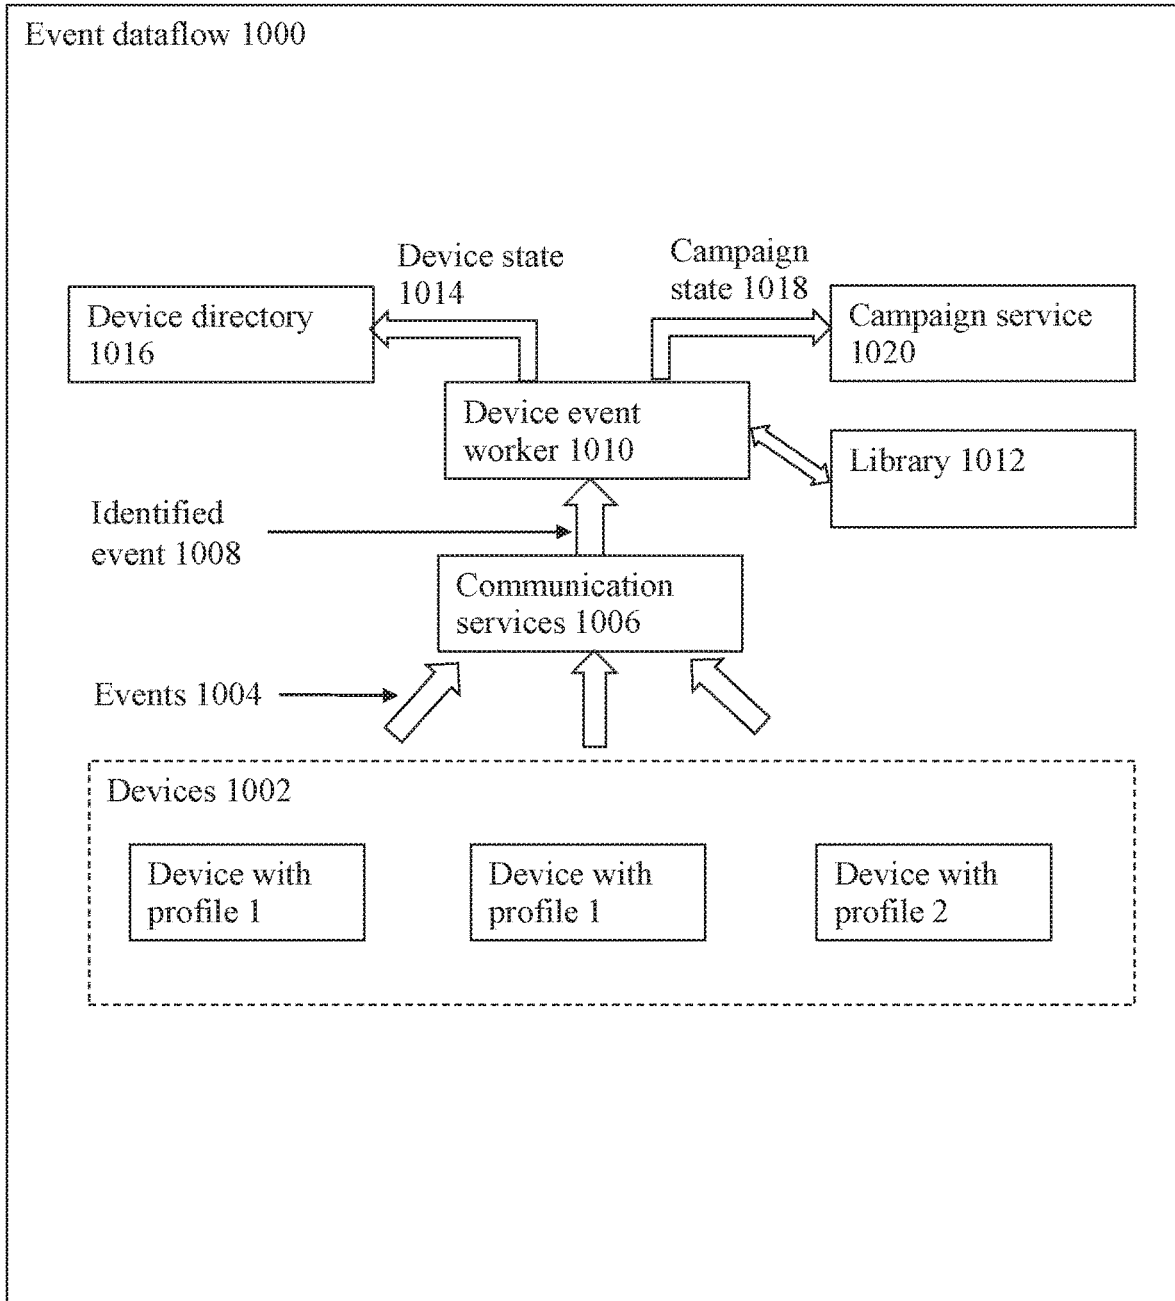 Event dataflow 1000
Device state
1014
Campaign
state 1018
Device directory
1016
Campaign service
1020
Device event
worker 1010
Library 1012
Identified
event 1008
Communication
services 1006
Events 1004
Devices 1002
Device with
profile 1
Device with
profile 1
Device with
profile 2